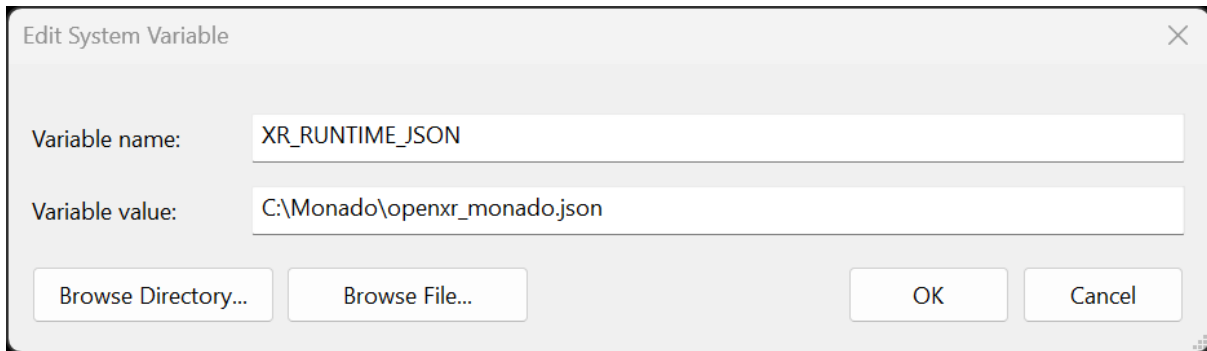 Edit System Variable
Variable name: XR_RUNTIME_JSON
Variable value: C:\Monado\openxr_monado.json
Browse Directory... Browse File... OK Cancel